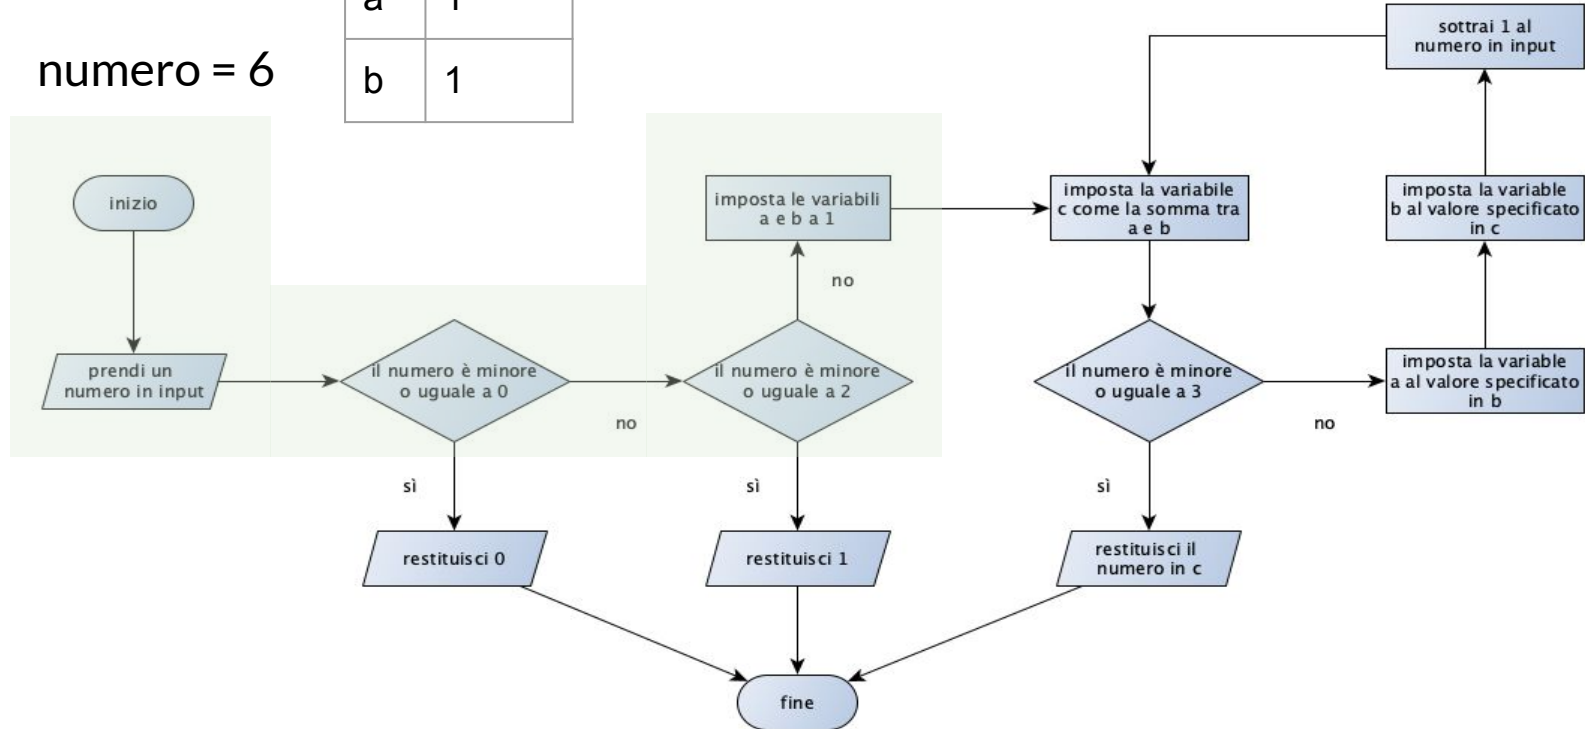 a 1
numero = 6
b 1
sottrai 1 al
numero in input
inizio
imposta le variabili
a e b a 1
imposta la variabile
c come la somma tra
a e b
imposta la variable
b al valore specificato
in c
no
prendi un
numero in input
il numero è minore
o uguale a 0
il numero è minore
o uguale a 2
il numero è minore
o uguale a 3
imposta la variable
a al valore specificato
in b
no
no
sì
sì
sì
restituisci 0
restituisci 1
restituisci il
numero in c
fine